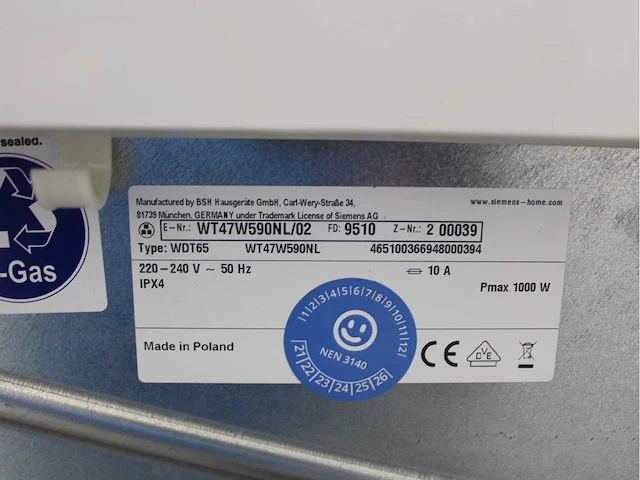 sealed.
-Gas
Manufactured by BSH Hausgeräte GmbH, Carl-Wery-Straße 34,
www.siemens-home.com
81739 München, GERMANY under Trademark License of Siemens AG
E-Nr.: WT47W590NL/02 FD: 9510 Z-Nr.: 2 00039
Type: WDT65 WT47W590NL 465100366948000394
220-240 V ~ 50 Hz 10 A
IPX4 Pmax 1000 W
Made in Poland
1 2 3 4 5 6 7 8 9 10 11 12
NEN 3140
21 22 23 24 25 26
CE
VE